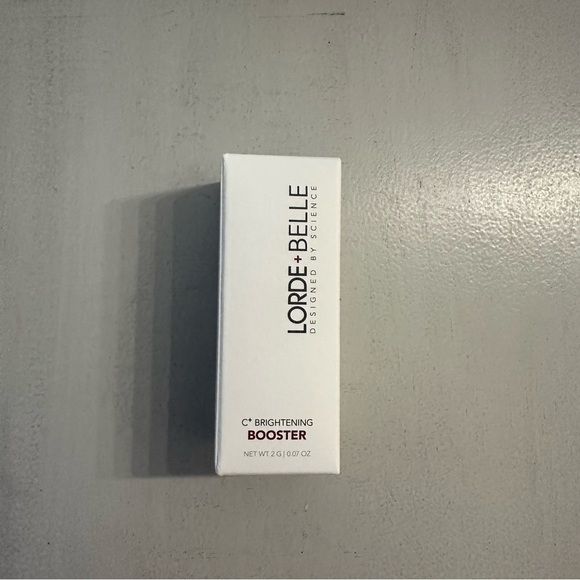 LORDE+BELLE
DESIGNED BY SCIENCE
C⁺ BRIGHTENING
BOOSTER
NET WT 2 G | 0.07 OZ